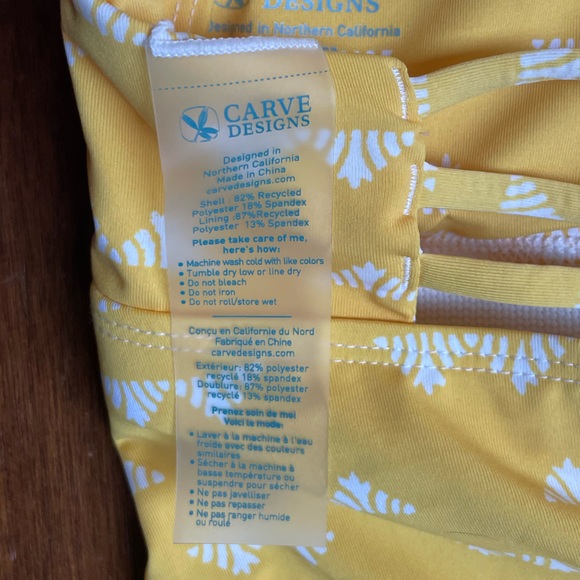 DESIGNS
Designed in Northern California
CARVE
DESIGNS
Designed in
Northern California
Made in China
carvedesigns.com
Shell : 82% Recycled
Polyester 18% Spandex
Lining :87%Recycled
Polyester 13% Spandex
Please take care of me,
here's how:
• Machine wash cold with like colors
• Tumble dry low or line dry
• Do not bleach
• Do not iron
• Do not roll/store wet
Conçu en Californie du Nord
Fabriqué en Chine
carvedesigns.com
Extérieur: 82% polyester
recyclé 18% spandex
Doublure: 87% polyester
recyclé 13% spandex
Prenez soin de moi
Voici le mode:
• Laver à la machine à l'eau
froide avec des couleurs
similaires
• Sécher à la machine à
basse température ou
suspendre pour sécher
• Ne pas javelliser
• Ne pas repasser
• Ne pas ranger humide
ou roulé